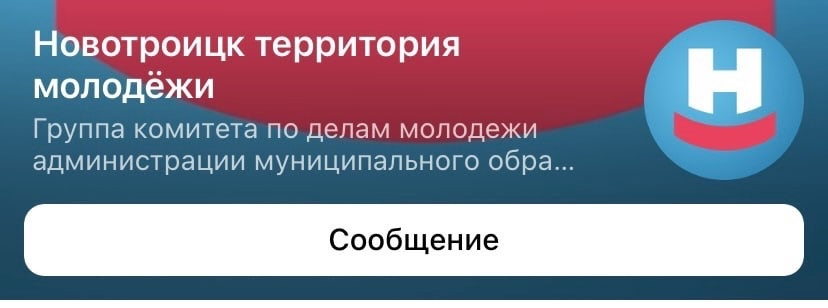 Новотроицк территория
молодёжи
Группа комитета по делам молодежи
администрации муниципального обра...
Н
Сообщение